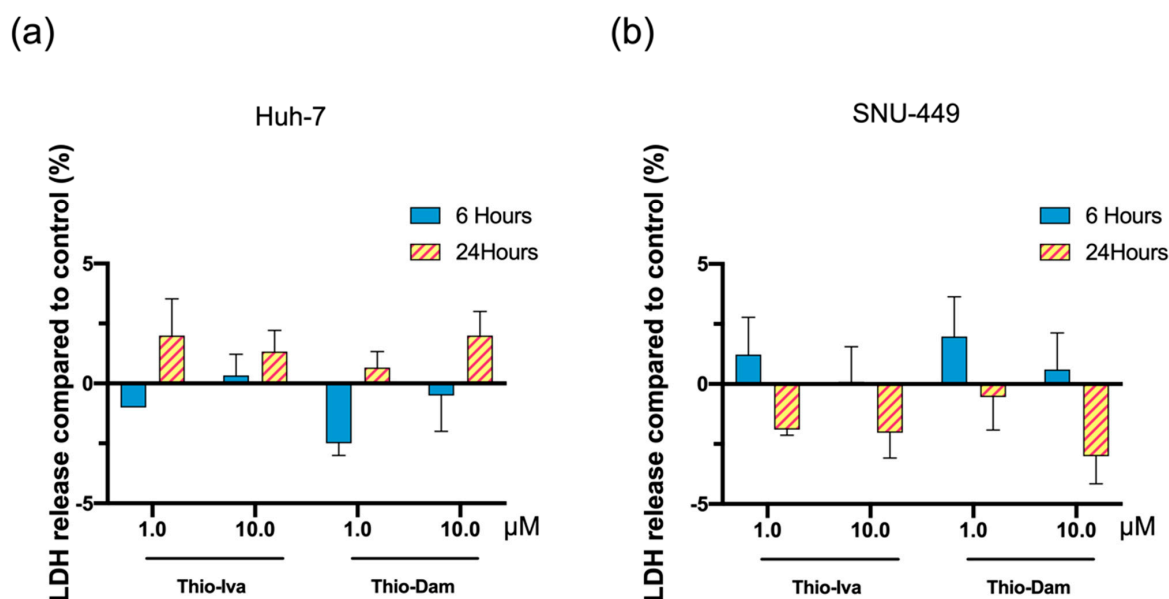 (a)
Huh-7
LDH release compared to control (%)
6 Hours
24Hours
5
0
-5
1.0 10.0 1.0 10.0 µM
Thio-Iva Thio-Dam
(b)
SNU-449
LDH release compared to control (%)
6 Hours
24Hours
5
0
-5
1.0 10.0 1.0 10.0 µM
Thio-Iva Thio-Dam